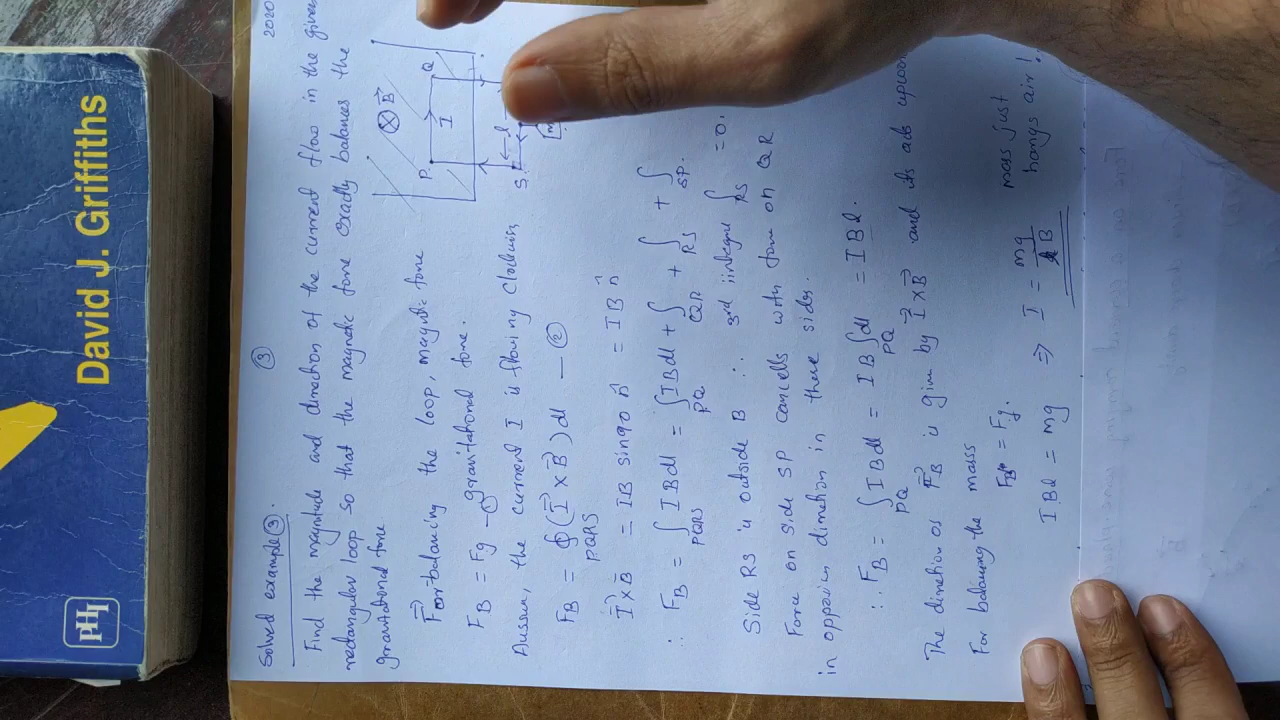 David J. Griffiths
PHI
2020
Solved example ③.
③
Find the magnitude and direction of the current flow in the given
rectangular loop so that the magnetic force exactly balances the
gravitational force
For balancing the loop, magnetic force
F_B = Fg —① gravitational force.
Assume, the current I is flowing clockwise
F_B = ∮ (I⃗ × B⃗) dl —②
PQRS
I⃗ × B⃗ = IB sin90 n̂ = IB n̂
∴ F_B = ∫ IBdl = ∫ IBdl + ∫ + ∫ + ∫
PQRS PQ QR RS SP.
Side RS is outside B ∴ 3rd integral ∫ = 0.
RS
Force on side SP cancells with force on QR
in opposite direction in these sides.
∴ F_B = ∫ IBdl = IB ∫ dl = IBl.
PQ PQ
The direction os F⃗_B is given by I⃗ × B⃗ and its acts
For balancing the mass
F_B = Fg.
IBl = mg ⇒ I = mg/lB
mass just
hangs air!
⊗ B⃗
P
I
Q
S
l